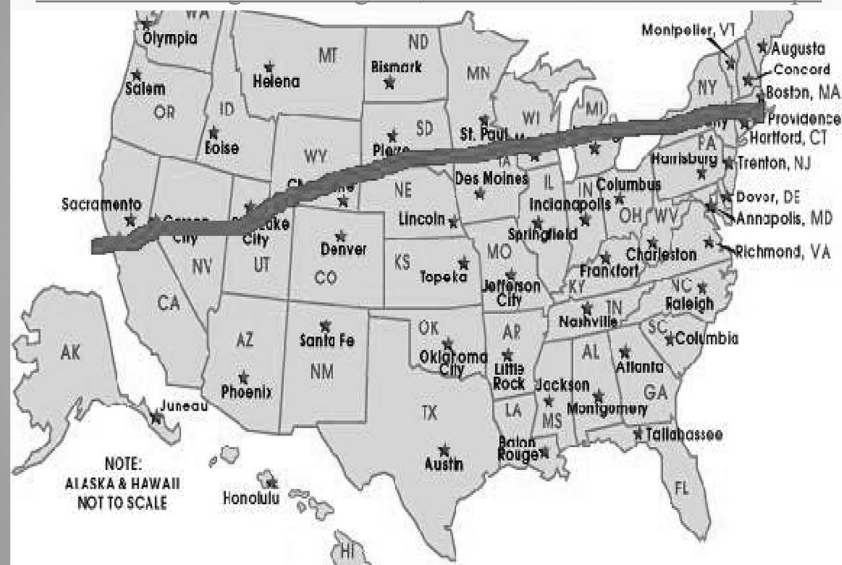 WA
Olympia
Montpelier, VT
ND
MT
Augusta
Helena
Bismark
MN
Concord
Salem
NY
Boston, MA
OR
ID
WI
MI
SD
St. Paul
Providence
Boise
Pierre
Hartford, CT
WY
IA
PA
Harrisburg
Trenton, NJ
Des Moines
NE
IL
IN
Columbus
Sacramento
Indianapolis
Dover, DE
Lincoln
OH
WV
Annapolis, MD
Lake
City
City
Springfield
Denver
MO
Charleston
Richmond, VA
NV
UT
CO
KS
Topeka
Jefferson
City
KY
Frankfort
CA
NC
Raleigh
Nashville
TN
AZ
Santa Fe
OK
Oklahoma
City
AR
SC
Columbia
AK
AL
Atlanta
Little
Rock
NM
Phoenix
Jackson
GA
Montgomery
Juneau
TX
LA
MS
Baton
Rouge
Tallahassee
NOTE:
ALASKA & HAWAII
NOT TO SCALE
Austin
FL
Honolulu
HI